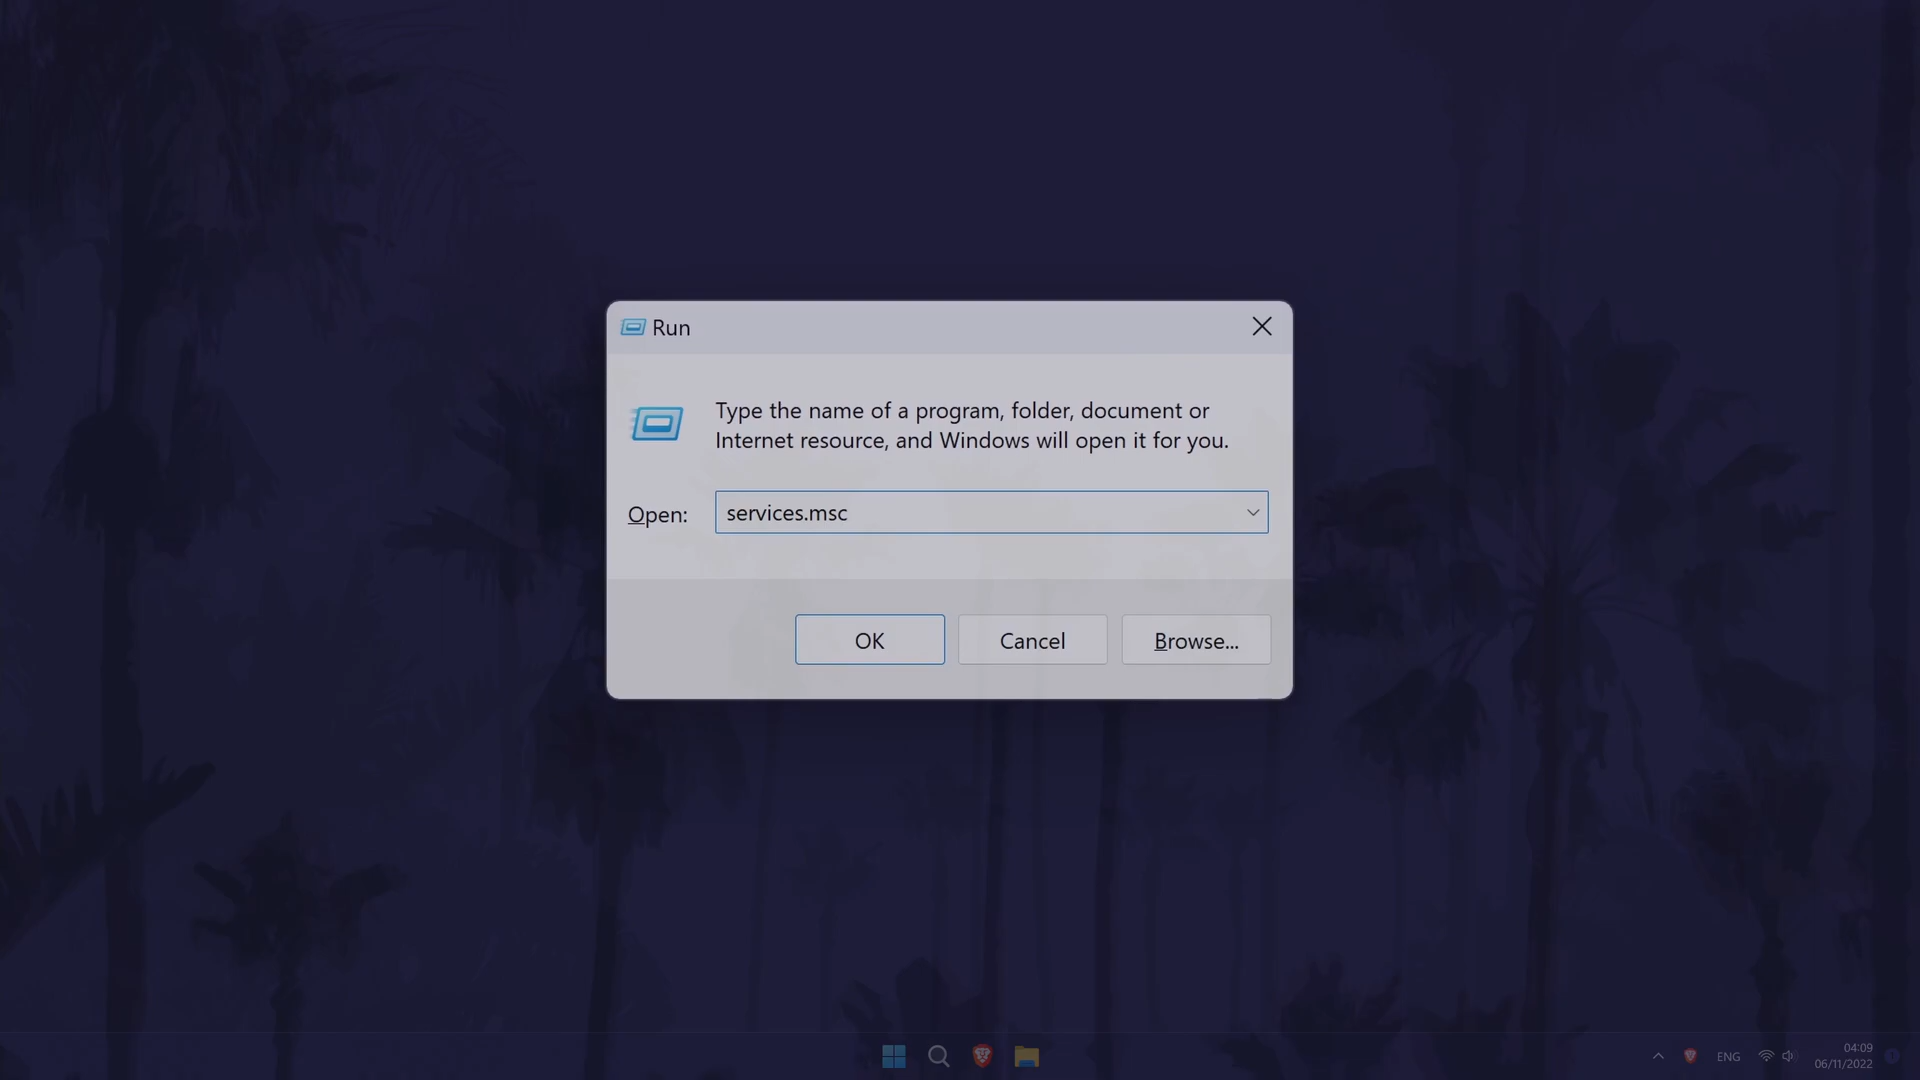 Run
Type the name of a program, folder, document or
Internet resource, and Windows will open it for you.
Open:
services.msc
OK
Cancel
Browse...
ENG
04:09
06/11/2022